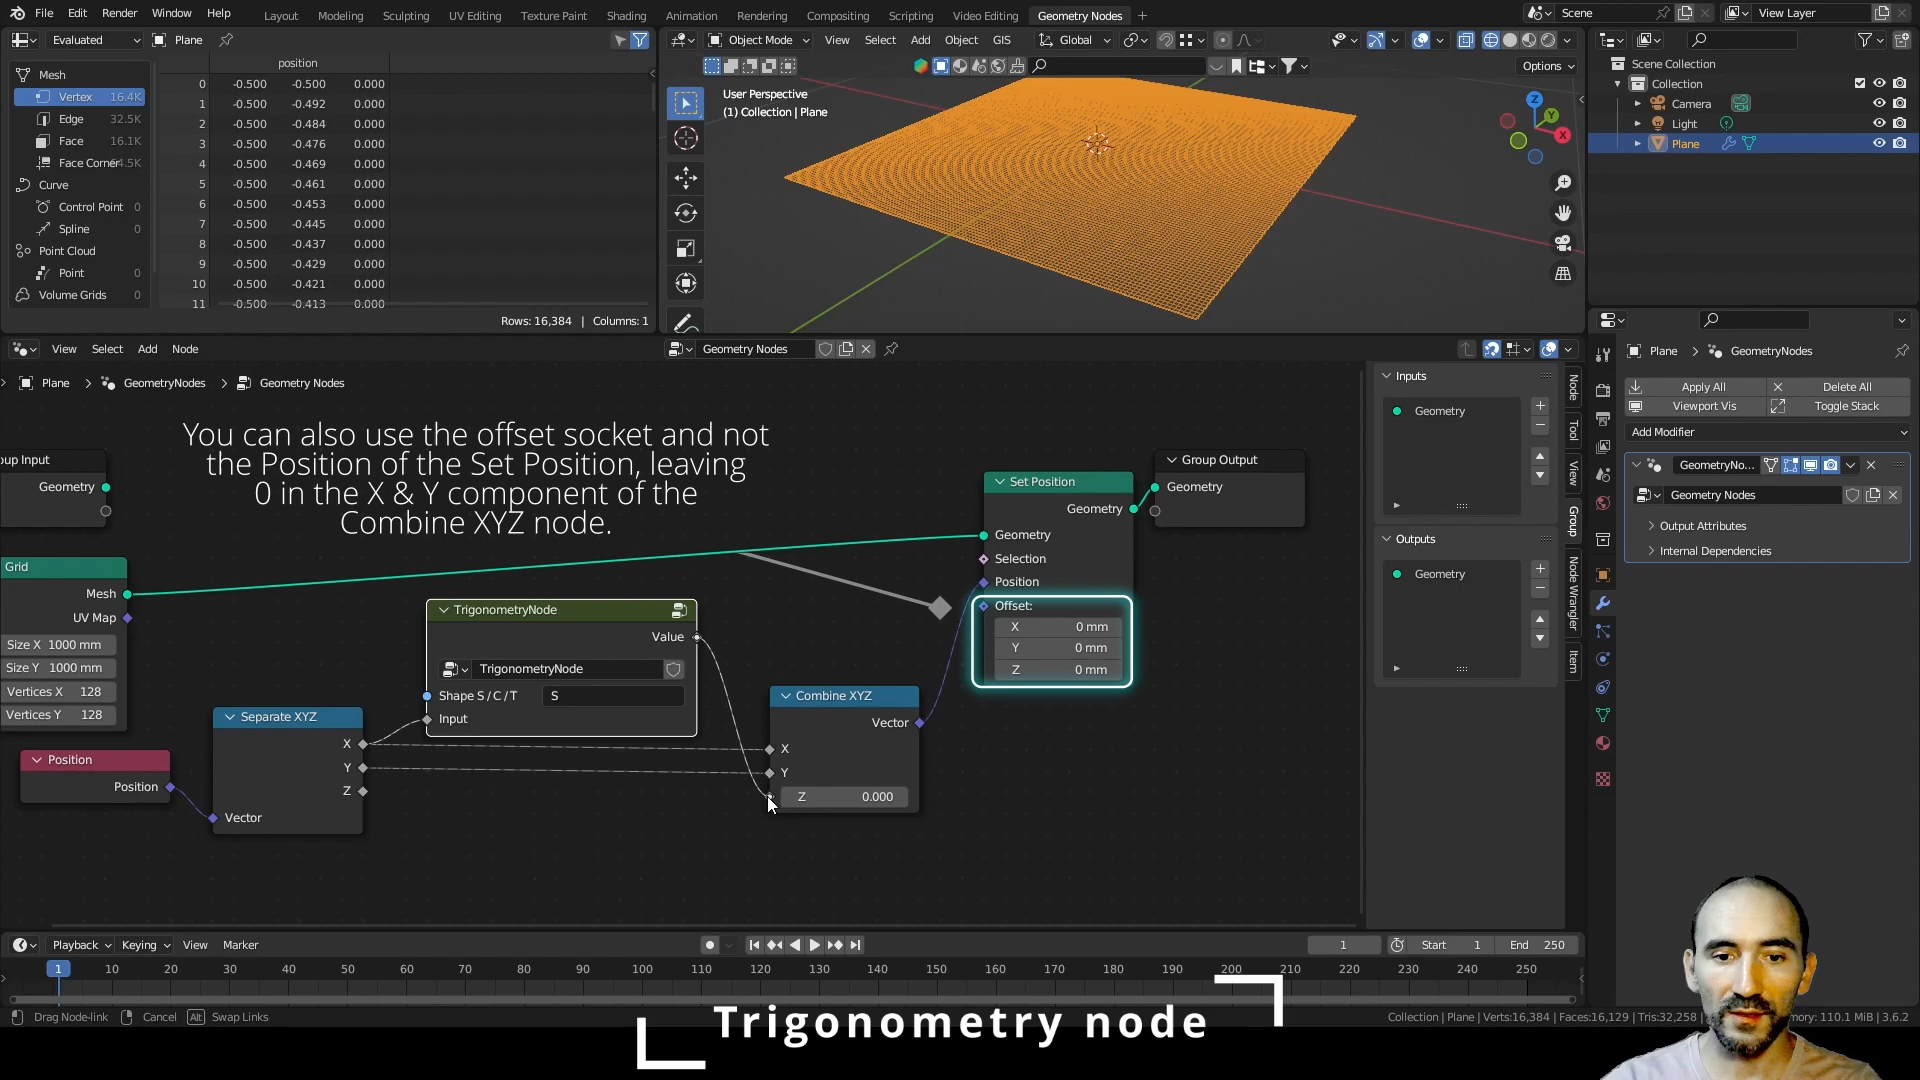 File Edit Render Window Help
Layout Modeling Sculpting UV Editing Texture Paint Shading Animation Rendering Compositing Scripting Video Editing Geometry Nodes
Scene
View Layer
Evaluated
Plane
position
Mesh
Vertex 16.4K
Edge 32.5K
Face 16.1K
Face Corner
Curve
Control Point 0
Spline 0
Point Cloud
Point 0
Volume Grids 0
0 -0.500 -0.500 0.000
1 -0.500 -0.492 0.000
2 -0.500 -0.484 0.000
3 -0.500 -0.476 0.000
4 -0.500 -0.469 0.000
5 -0.500 -0.461 0.000
6 -0.500 -0.453 0.000
7 -0.500 -0.445 0.000
8 -0.500 -0.437 0.000
9 -0.500 -0.429 0.000
10 -0.500 -0.421 0.000
11 -0.500 -0.413 0.000
Rows: 16,384 | Columns: 1
Object Mode View Select Add Object GIS Global
Options
User Perspective
(1) Collection | Plane
Z
Y
X
Scene Collection
Collection
Camera
Light
Plane
Plane GeometryNodes
Apply All Delete All
Viewport Vis Toggle Stack
Add Modifier
GeometryNo...
Geometry Nodes
Output Attributes
Internal Dependencies
View Select Add Node
Geometry Nodes
Plane GeometryNodes Geometry Nodes
You can also use the offset socket and not
the Position of the Set Position, leaving
0 in the X & Y component of the
Combine XYZ node.
oup Input
Geometry
Grid
Mesh
UV Map
Size X 1000 mm
Size Y 1000 mm
Vertices X 128
Vertices Y 128
Position
Position
Separate XYZ
X
Y
Z
Vector
TrigonometryNode
Value
TrigonometryNode
Shape S / C / T S
Input
Combine XYZ
Vector
X
Y
Z 0.000
Set Position
Geometry
Geometry
Selection
Position
Offset:
X 0 mm
Y 0 mm
Z 0 mm
Group Output
Geometry
Inputs
Geometry
Outputs
Geometry
Node
Tool
View
Group
Node Wrangler
Item
Playback Keying View Marker
1 Start 1 End 250
1 10 20 30 40 50 60 70 80 90 100 110 120 130 140 150 160 170 180 190 200 210 220 230 240 250
Drag Node-link Cancel Alt Swap Links
Collection | Plane | Verts:16,384 | Faces:16,129 | Tris:32,258
mory: 110.1 MiB | 3.6.2
Trigonometry node